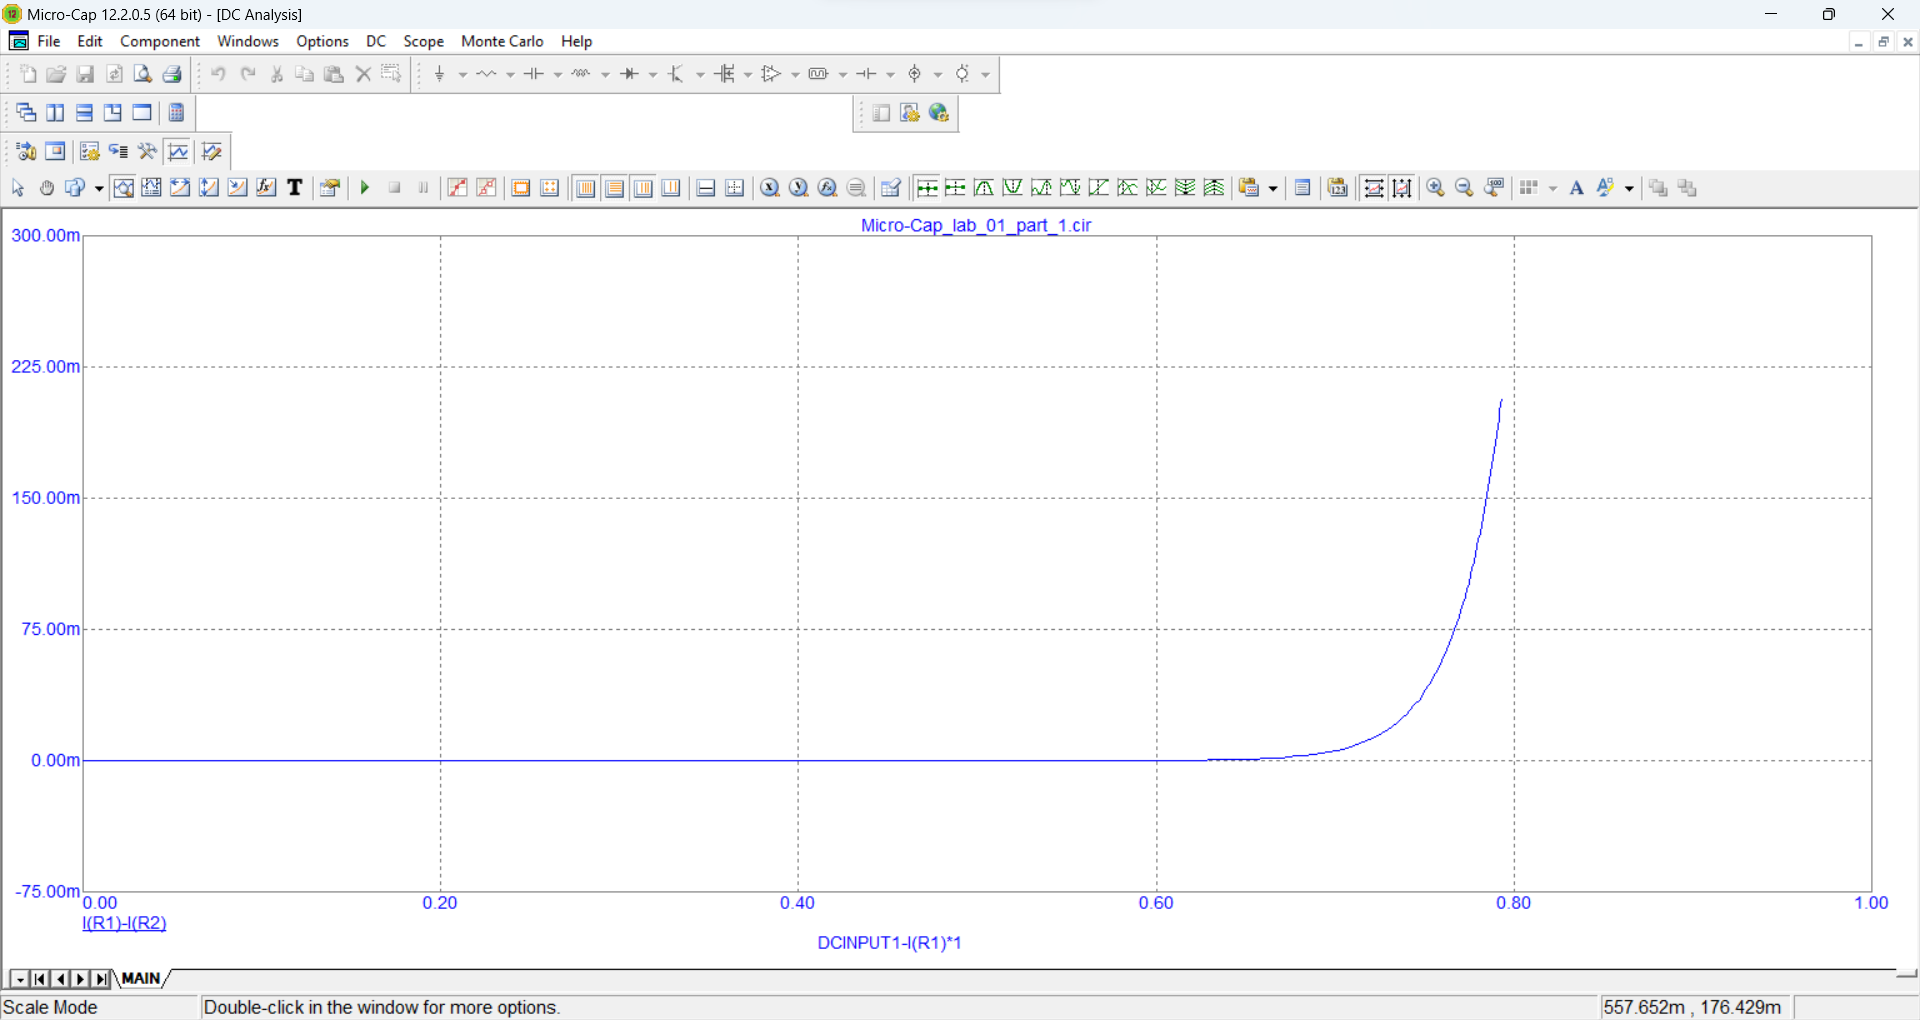 Micro-Cap 12.2.0.5 (64 bit) - [DC Analysis]
File Edit Component Windows Options DC Scope Monte Carlo Help
Micro-Cap_lab_01_part_1.cir
300.00m
225.00m
150.00m
75.00m
0.00m
-75.00m
0.00 0.20 0.40 0.60 0.80 1.00
I(R1)-I(R2)
DCINPUT1-I(R1)*1
MAIN
Scale Mode Double-click in the window for more options. 557.652m , 176.429m